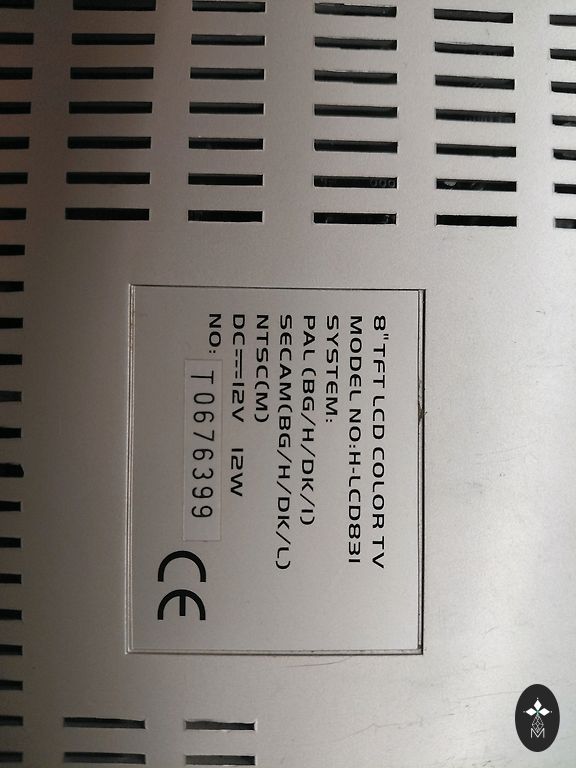 8" TFT LCD COLOR TV
MODEL NO:H-LCD831
SYSTEM:
PAL (BG/H/DK/I)
SECAM(BG/H/DK/L)
NTSC(M)
DC⎓12V 12W
NO: T0676399
CE
M